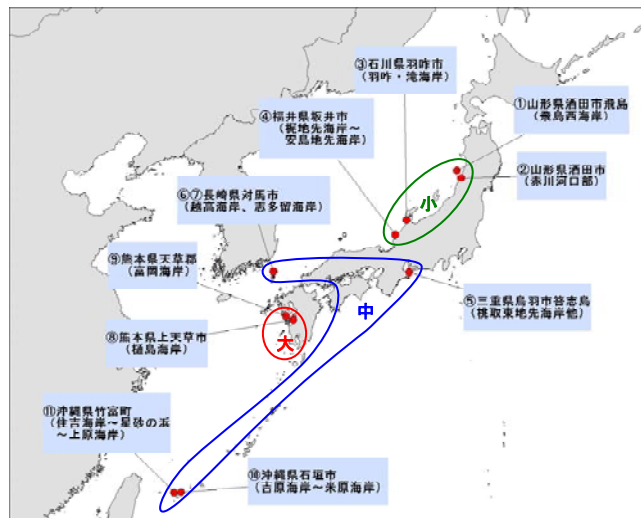 ③石川県羽咋市
（羽咋・滝海岸）
①山形県酒田市飛島
（飛島西海岸）
④福井県坂井市
（梶地先海岸～
安島地先海岸）
②山形県酒田市
（赤川河口部）
⑥⑦長崎県対馬市
（越高海岸、志多留海岸）
小
⑨熊本県天草郡
（富岡海岸）
中
⑤三重県鳥羽市答志島
（桃取東地先海岸他）
⑧熊本県上天草市
（樋島海岸）
大
⑪沖縄県竹富町
（住吉海岸～星砂の浜
～上原海岸）
⑩沖縄県石垣市
（吉原海岸～米原海岸）